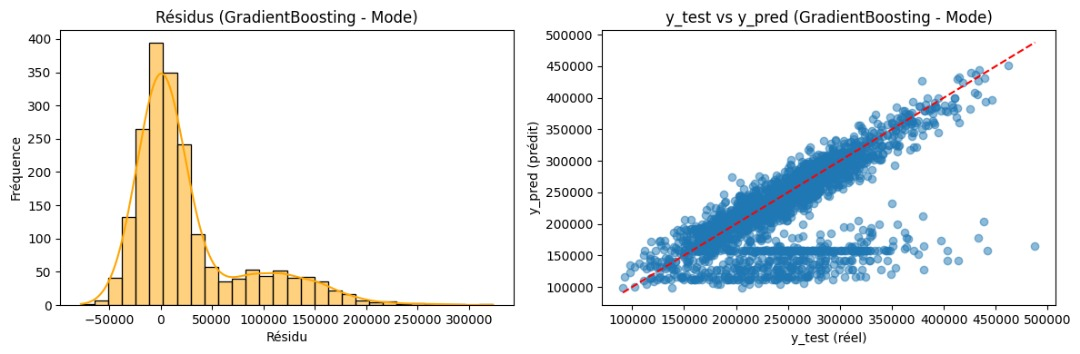 Résidus (GradientBoosting - Mode)
400
350
300
250
200
150
100
50
0
Fréquence
−50000 0 50000 100000 150000 200000 250000 300000
Résidu
y_test vs y_pred (GradientBoosting - Mode)
500000
450000
400000
350000
300000
250000
200000
150000
100000
y_pred (prédit)
100000 150000 200000 250000 300000 350000 400000 450000 500000
y_test (réel)